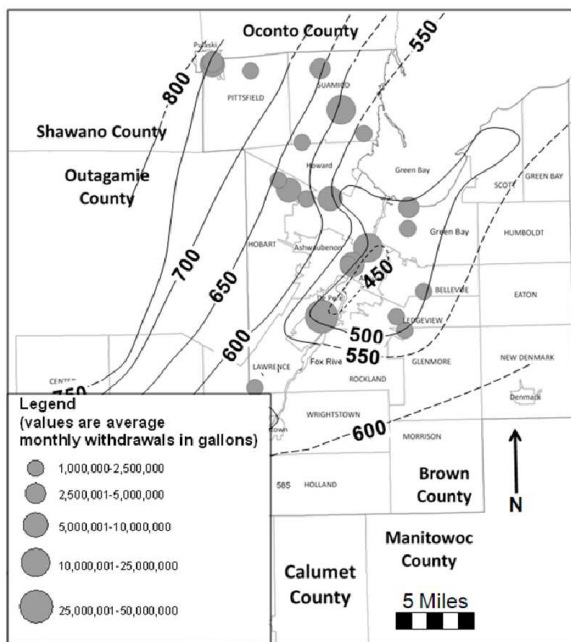 Oconto County
550
Pulaski
800
PITTSFIELD
SUAMICO
Shawano County
Outagamie
County
Howard
Green Bay
SCOTT
GREEN BAY
700
650
HOBART
Ashwaubenon
Green Bay
HUMBOLDT
450
600
BELLEVUE
EATON
De Pere
500
LEDGEVIEW
550
Fox Rive
GLENMORE
NEW DENMARK
LAWRENCE
ROCKLAND
CENTER
750
Denmark
WRIGHTSTOWN
600
MORRISON
Legend
(values are average
monthly withdrawals in gallons)
1,000,000-2,500,000
2,500,001-5,000,000
5,000,001-10,000,000
10,000,001-25,000,000
25,000,001-50,000,000
585
HOLLAND
Brown
County
N
Manitowoc
County
Calumet
County
5 Miles